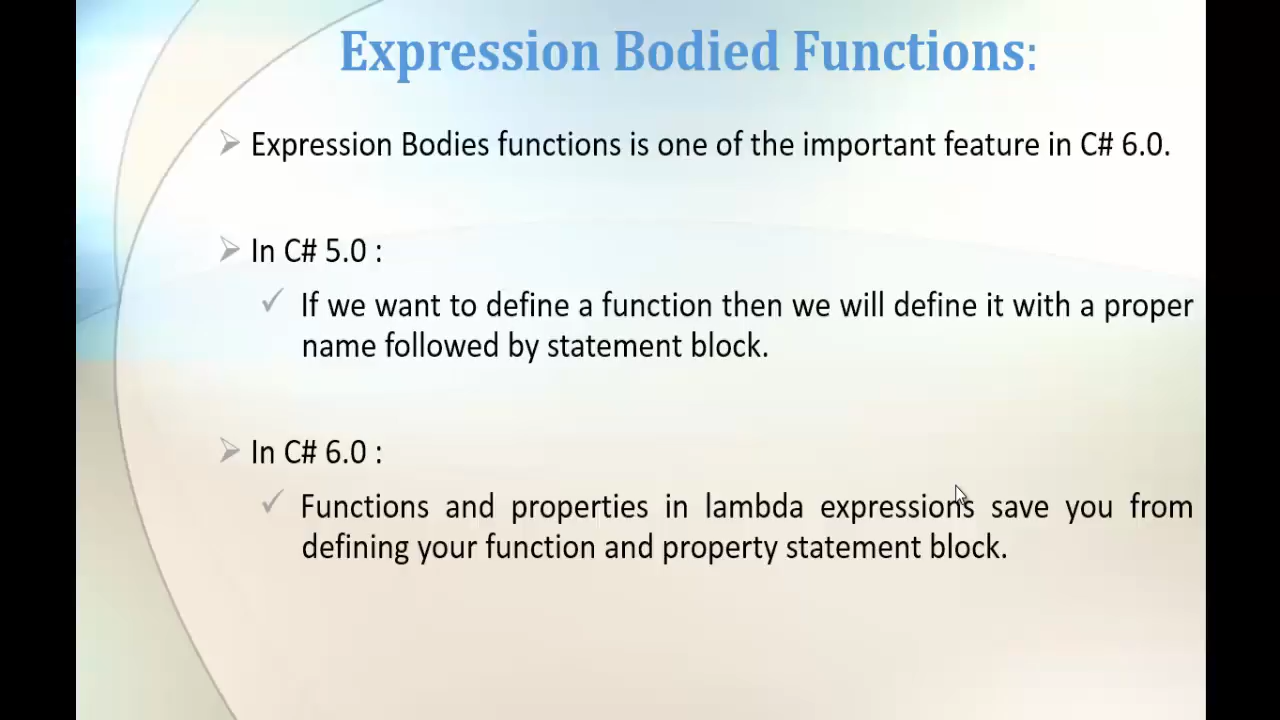 Expression Bodied Functions:
Expression Bodies functions is one of the important feature in C# 6.0.
In C# 5.0 :
If we want to define a function then we will define it with a proper
name followed by statement block.
In C# 6.0 :
Functions and properties in lambda expressions save you from
defining your function and property statement block.